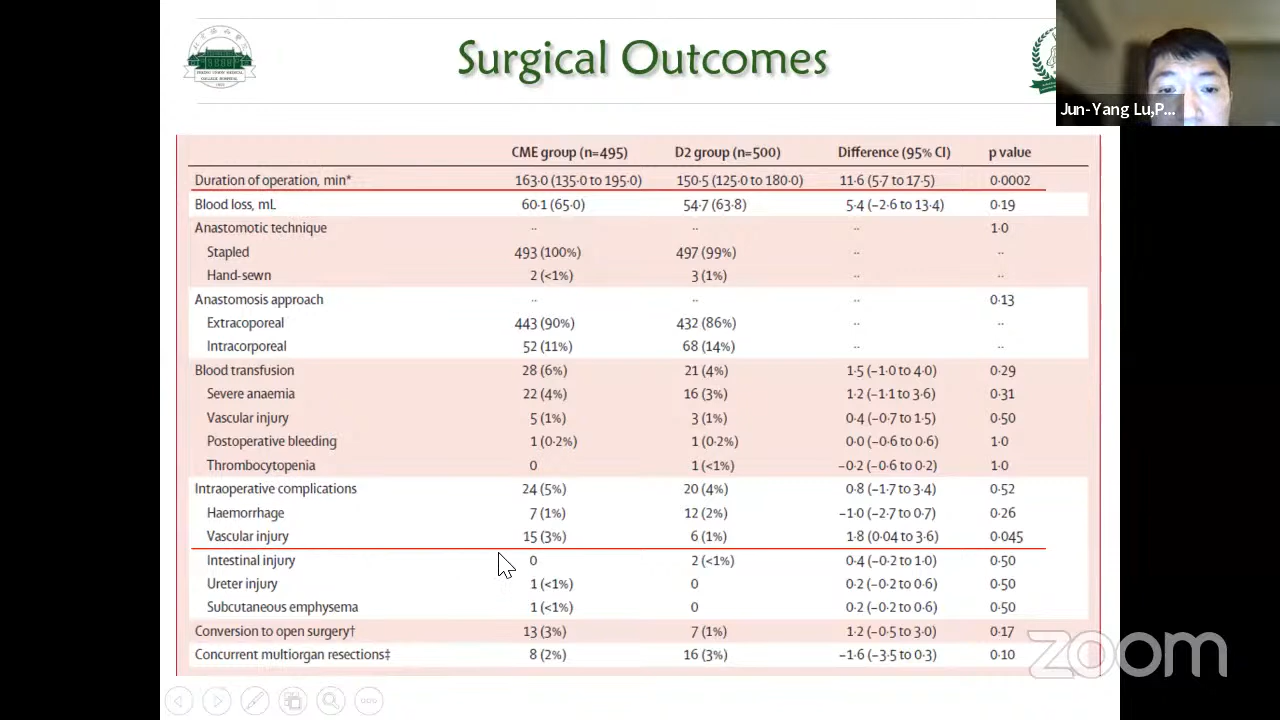 Surgical Outcomes
Jun-Yang Lu,P...
CME group (n=495) D2 group (n=500) Difference (95% CI) p value
Duration of operation, min* 163·0 (135·0 to 195·0) 150·5 (125·0 to 180·0) 11·6 (5·7 to 17·5) 0·0002
Blood loss, mL 60·1 (65·0) 54·7 (63·8) 5·4 (−2·6 to 13·4) 0·19
Anastomotic technique ·· ·· ·· 1·0
Stapled 493 (100%) 497 (99%) ·· ··
Hand-sewn 2 (<1%) 3 (1%) ·· ··
Anastomosis approach ·· ·· ·· 0·13
Extracoporeal 443 (90%) 432 (86%) ·· ··
Intracorporeal 52 (11%) 68 (14%) ·· ··
Blood transfusion 28 (6%) 21 (4%) 1·5 (−1·0 to 4·0) 0·29
Severe anaemia 22 (4%) 16 (3%) 1·2 (−1·1 to 3·6) 0·31
Vascular injury 5 (1%) 3 (1%) 0·4 (−0·7 to 1·5) 0·50
Postoperative bleeding 1 (0·2%) 1 (0·2%) 0·0 (−0·6 to 0·6) 1·0
Thrombocytopenia 0 1 (<1%) −0·2 (−0·6 to 0·2) 1·0
Intraoperative complications 24 (5%) 20 (4%) 0·8 (−1·7 to 3·4) 0·52
Haemorrhage 7 (1%) 12 (2%) −1·0 (−2·7 to 0·7) 0·26
Vascular injury 15 (3%) 6 (1%) 1·8 (0·04 to 3·6) 0·045
Intestinal injury 0 2 (<1%) 0·4 (−0·2 to 1·0) 0·50
Ureter injury 1 (<1%) 0 0·2 (−0·2 to 0·6) 0·50
Subcutaneous emphysema 1 (<1%) 0 0·2 (−0·2 to 0·6) 0·50
Conversion to open surgery† 13 (3%) 7 (1%) 1·2 (−0·5 to 3·0) 0·17
Concurrent multiorgan resections‡ 8 (2%) 16 (3%) −1·6 (−3·5 to 0·3) 0·10
zoom